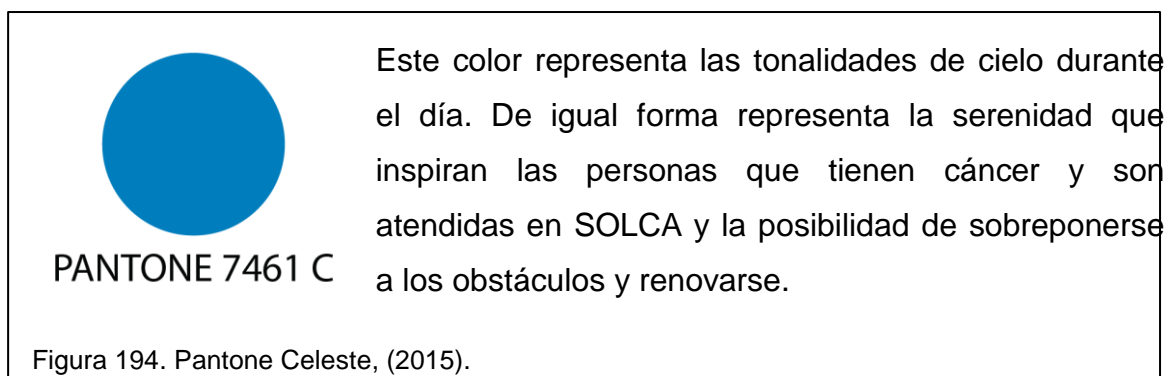 Este color representa las tonalidades de cielo durante
el día. De igual forma representa la serenidad que
inspiran las personas que tienen cáncer y son
atendidas en SOLCA y la posibilidad de sobreponerse
a los obstáculos y renovarse.
PANTONE 7461 C
Figura 194. Pantone Celeste, (2015).